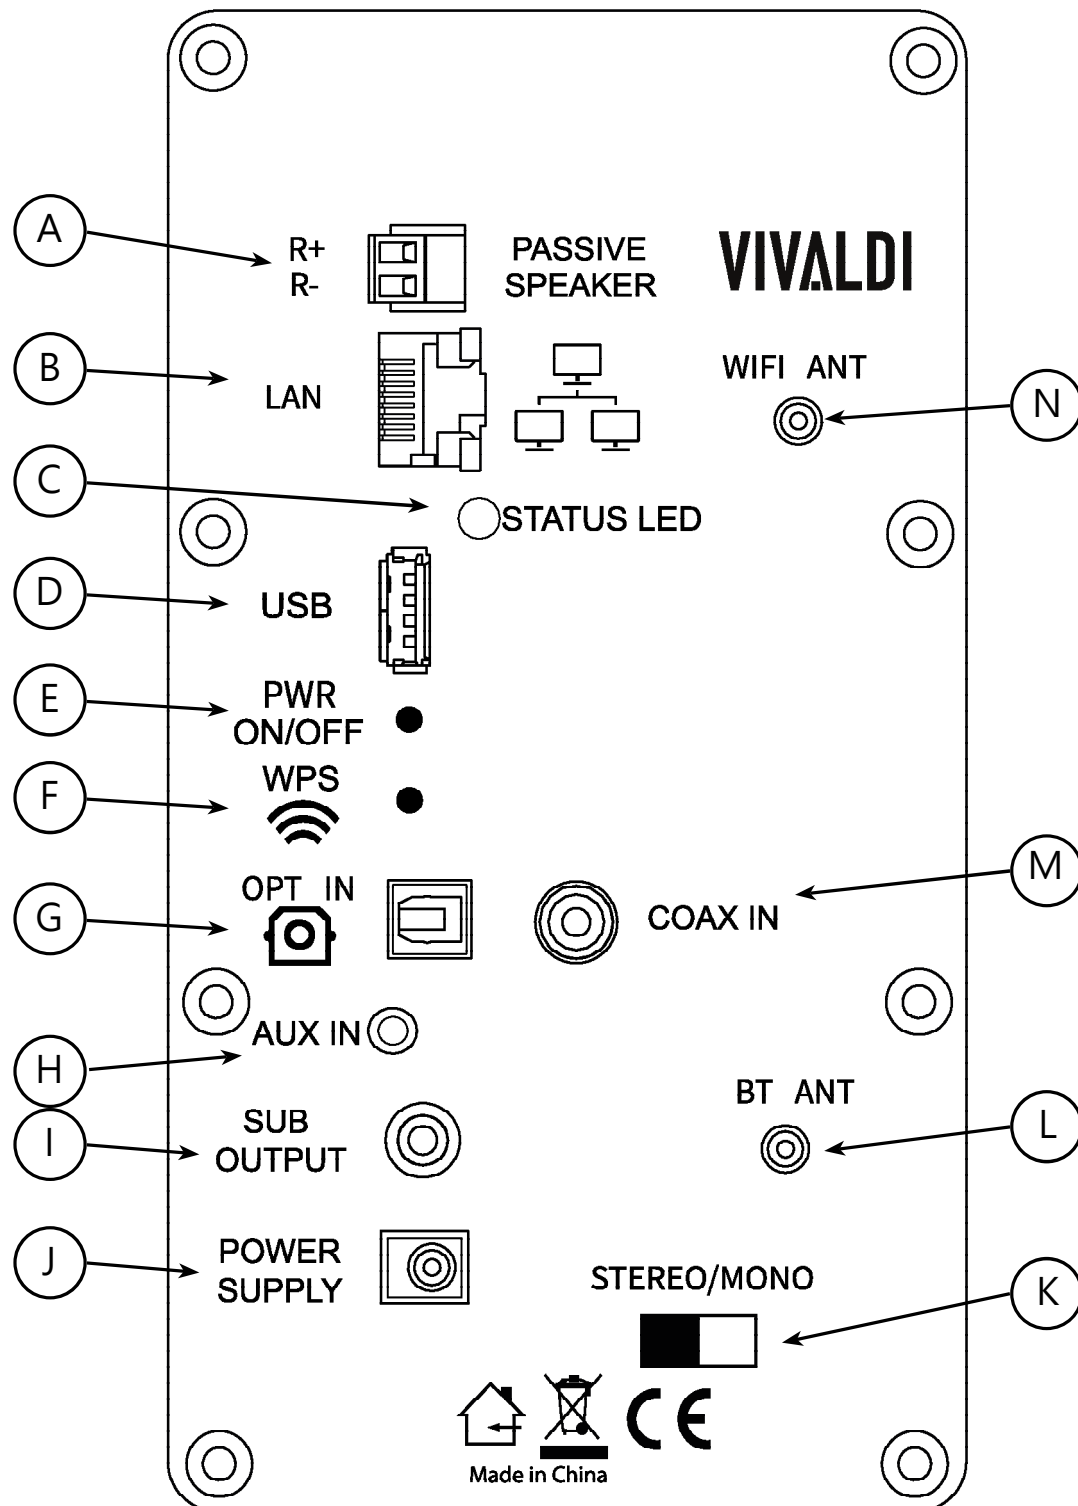 A
R+
R-
PASSIVE
SPEAKER
VIVALDI
B
LAN
WIFI ANT
N
C
STATUS LED
D
USB
E
PWR
ON/OFF
F
WPS
G
OPT IN
COAX IN
M
H
AUX IN
I
SUB
OUTPUT
BT ANT
L
J
POWER
SUPPLY
STEREO/MONO
K
CE
Made in China